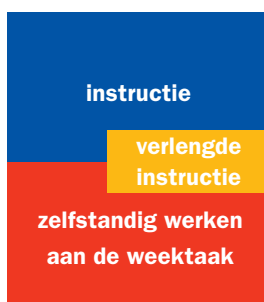 instructie
verlengde
instructie
zelfstandig werken
aan de weektaak